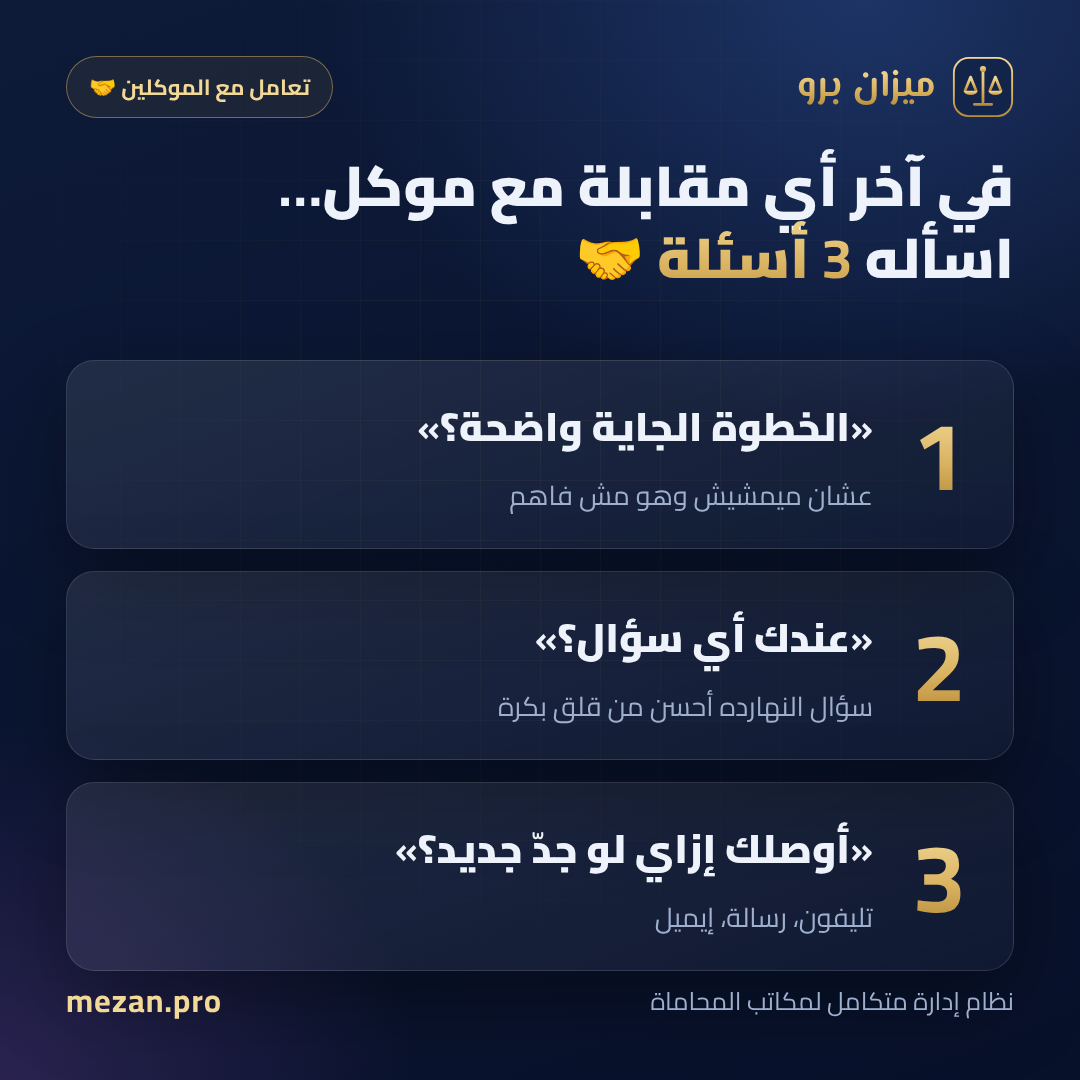 ميزان برو
تعامل مع الموكلين 🤝
في آخر أي مقابلة مع موكل...
اسأله 3 أسئلة 🤝
1
«الخطوة الجاية واضحة؟»
عشان ميمشيش وهو مش فاهم
2
«عندك أي سؤال؟»
سؤال النهارده أحسن من قلق بكرة
3
«أوصلك إزاي لو جدّ جديد؟»
تليفون، رسالة، إيميل
نظام إدارة متكامل لمكاتب المحاماة
mezan.pro